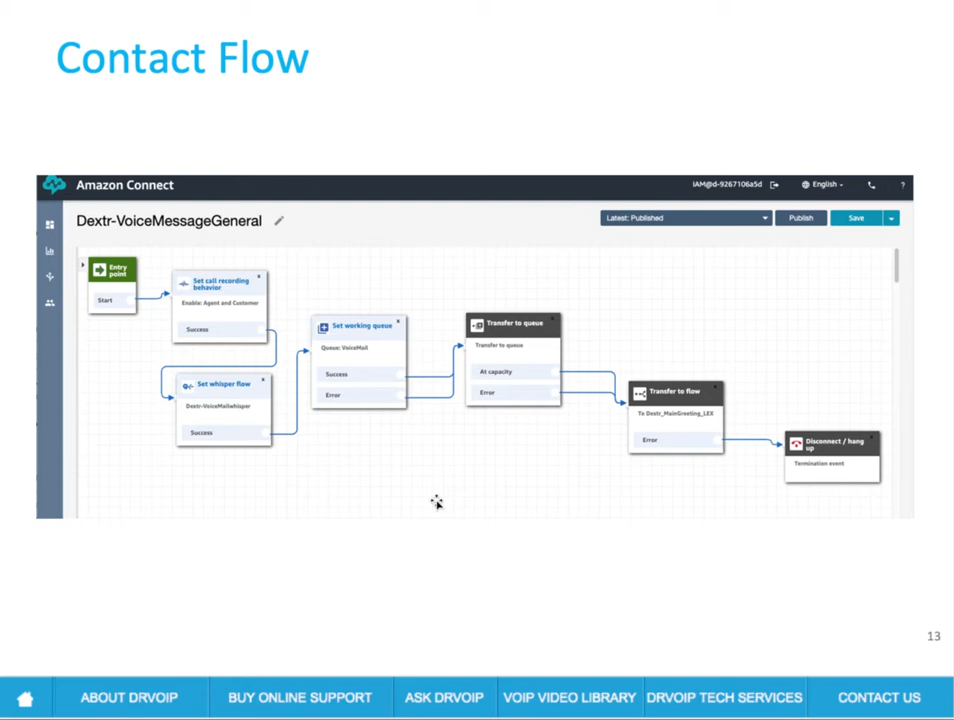 Contact Flow
Amazon Connect
IAM@d-9267106a5d
English
?
Dextr-VoiceMessageGeneral
Latest: Published
Publish
Save
Entry
point
Start
Set call recording
behavior
Enable: Agent and Customer
Success
Set whisper flow
Dextr-VoiceMailwhisper
Success
Set working queue
Queue: VoiceMail
Success
Error
Transfer to queue
Transfer to queue
At capacity
Error
Transfer to flow
To Dextr_MainGreeting_LEX
Error
Disconnect / hang
up
Termination event
13
ABOUT DRVOIP
BUY ONLINE SUPPORT
ASK DRVOIP
VOIP VIDEO LIBRARY
DRVOIP TECH SERVICES
CONTACT US